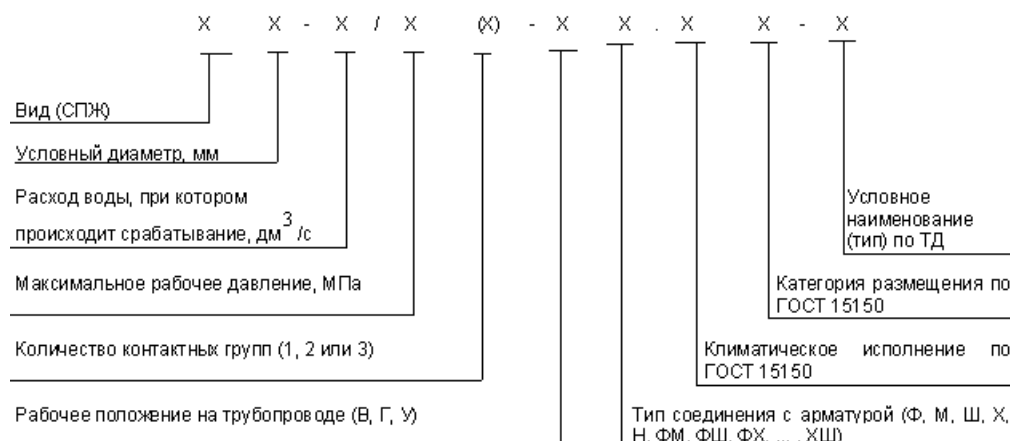 Х Х - Х / Х (Х) - Х Х . Х Х - Х
Вид (СПЖ)
Условный диаметр, мм
Расход воды, при котором
происходит срабатывание, дм3/с
Максимальное рабочее давление, МПа
Количество контактных групп (1, 2 или 3)
Рабочее положение на трубопроводе (В, Г, У)
Условное
наименование
(тип) по ТД
Категория размещения по
ГОСТ 15150
Климатическое исполнение по
ГОСТ 15150
Тип соединения с арматурой (Ф, М, Ш, Х,
Н, ФМ, ФШ, ФХ, ... , ХШ)